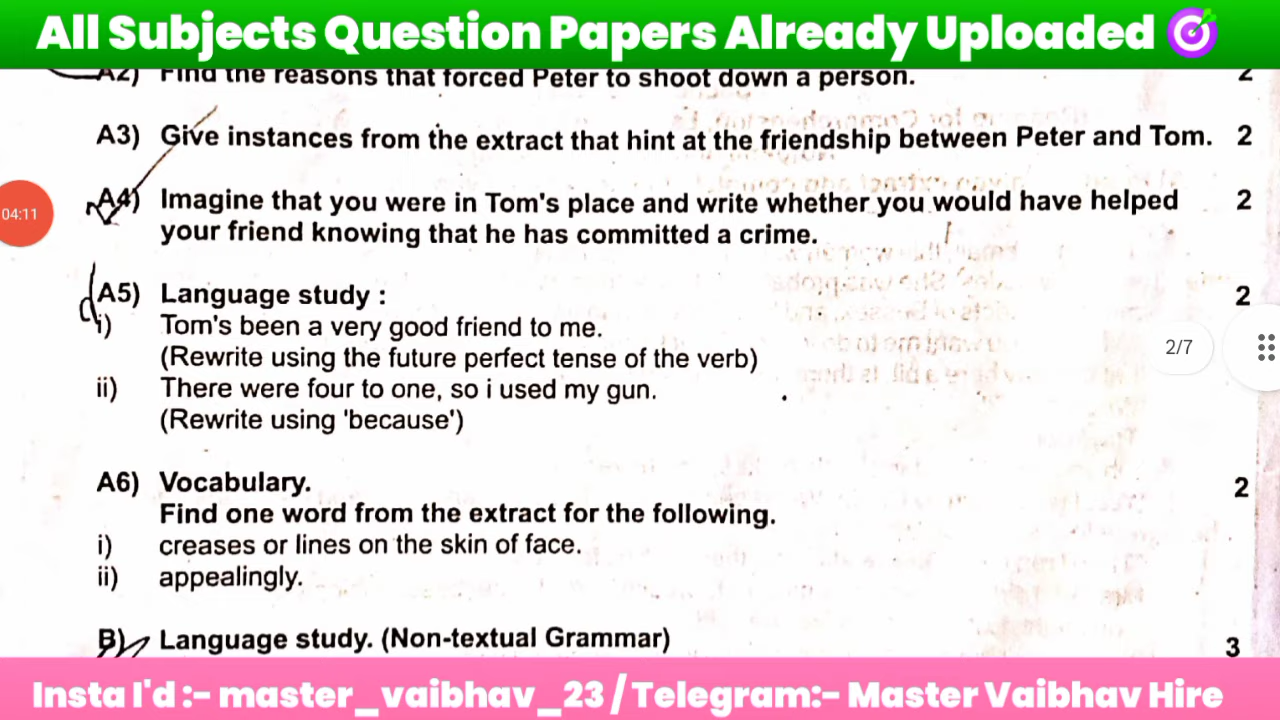 All Subjects Question Papers Already Uploaded
A2) Find the reasons that forced Peter to shoot down a person. 2
A3) Give instances from the extract that hint at the friendship between Peter and Tom. 2
A4) Imagine that you were in Tom's place and write whether you would have helped 2
your friend knowing that he has committed a crime.
04:11
A5) Language study : 2
i) Tom's been a very good friend to me.
(Rewrite using the future perfect tense of the verb)
2/7
ii) There were four to one, so i used my gun.
(Rewrite using 'because')
A6) Vocabulary. 2
Find one word from the extract for the following.
i) creases or lines on the skin of face.
ii) appealingly.
B) Language study. (Non-textual Grammar) 3
Insta I'd :- master_vaibhav_23 / Telegram:- Master Vaibhav Hire